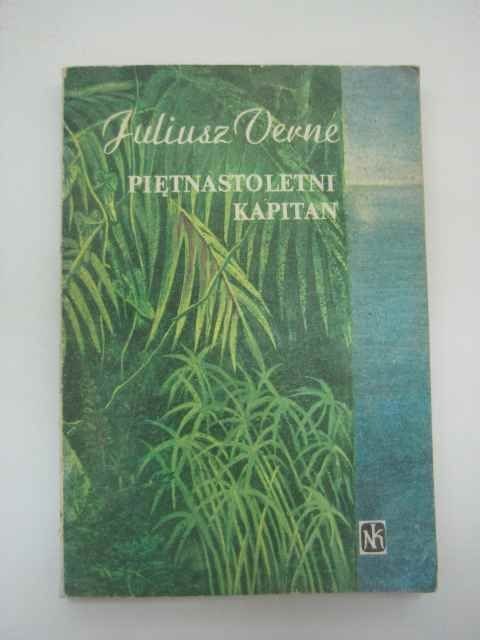 Juliusz Verne
PIĘTNASTOLETNI
KAPITAN
NK